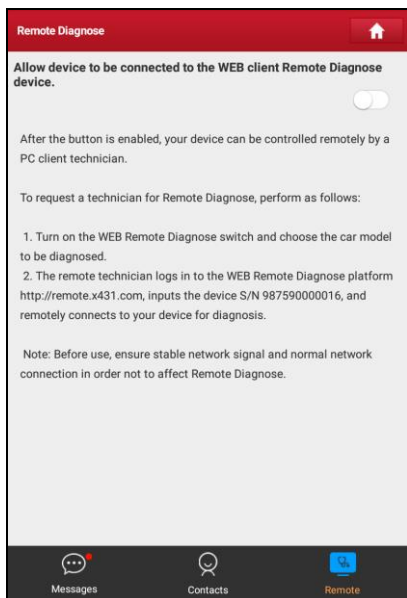 Remote Diagnose
Allow device to be connected to the WEB client Remote Diagnose
device.
After the button is enabled, your device can be controlled remotely by a
PC client technician.
To request a technician for Remote Diagnose, perform as follows:
1. Turn on the WEB Remote Diagnose switch and choose the car model
to be diagnosed.
2. The remote technician logs in to the WEB Remote Diagnose platform
http://remote.x431.com, inputs the device S/N 987590000016, and
remotely connects to your device for diagnosis.
Note: Before use, ensure stable network signal and normal network
connection in order not to affect Remote Diagnose.
Messages
Contacts
Remote